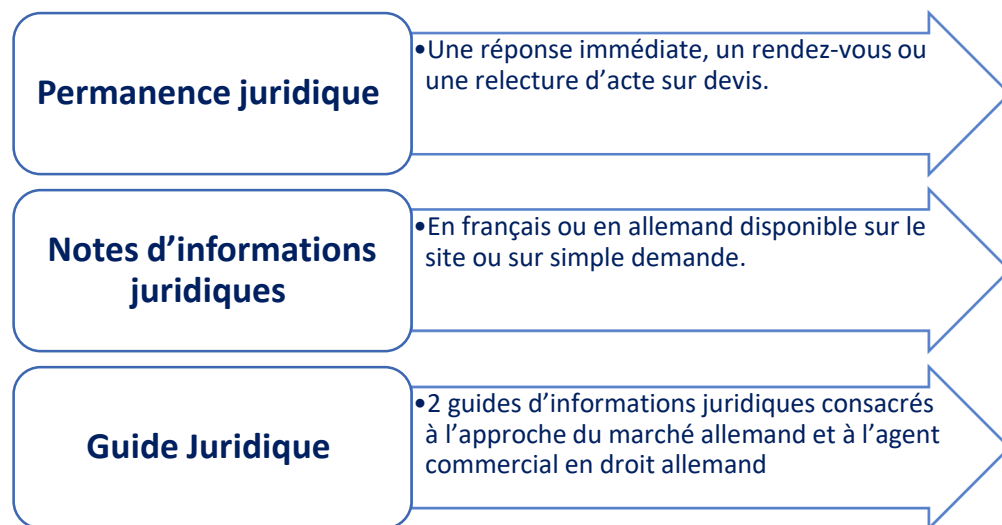 Permanence juridique
•Une réponse immédiate, un rendez-vous ou
une relecture d’acte sur devis.
Notes d’informations
juridiques
•En français ou en allemand disponible sur le
site ou sur simple demande.
Guide Juridique
•2 guides d’informations juridiques consacrés
à l’approche du marché allemand et à l’agent
commercial en droit allemand